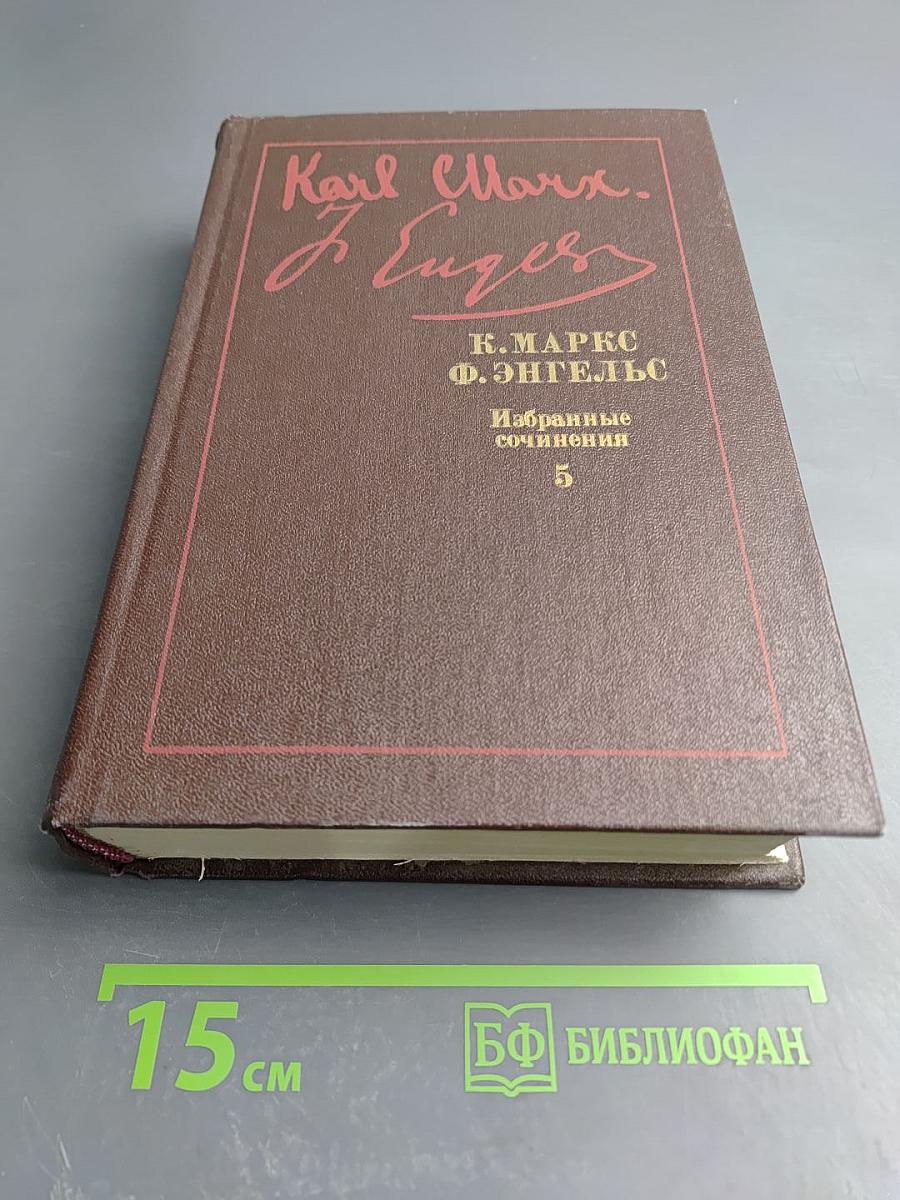 Karl Marx.
F Engels
К. МАРКС
Ф. ЭНГЕЛЬС
Избранные
сочинения
5
15 см
БФ БИБЛИОФАН